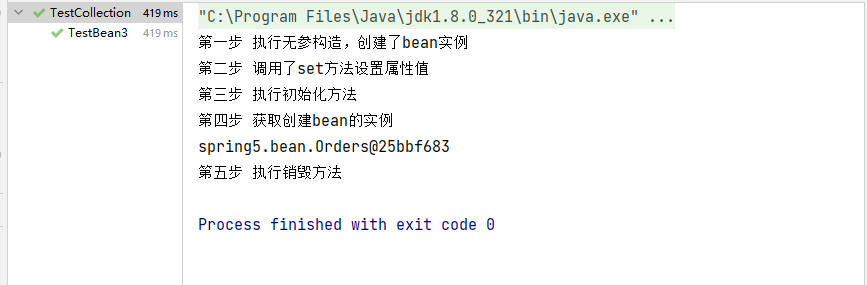 TestCollection 419 ms
TestBean3 419 ms
"C:\Program Files\Java\jdk1.8.0_321\bin\java.exe" ...
第一步 执行无参构造，创建了bean实例
第二步 调用了set方法设置属性值
第三步 执行初始化方法
第四步 获取创建bean的实例
spring5.bean.Orders@25bbf683
第五步 执行销毁方法
Process finished with exit code 0